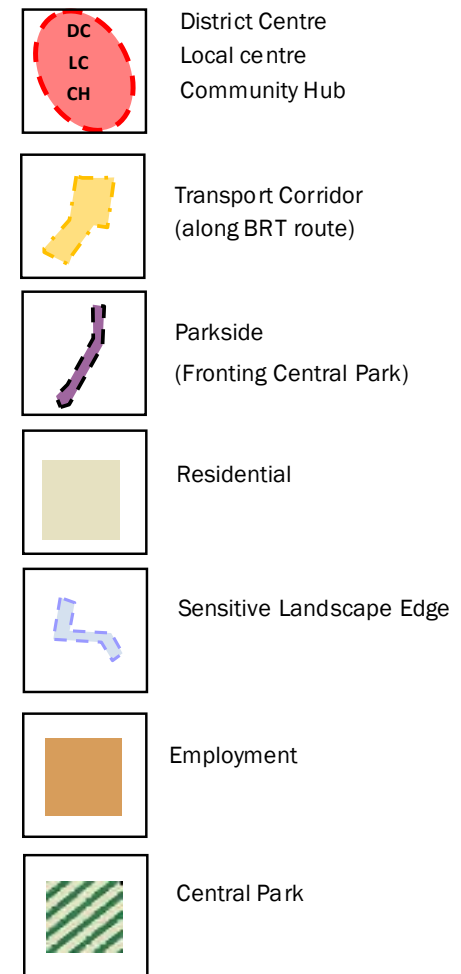 DC
LC
CH
District Centre
Local centre
Community Hub
Transport Corridor
(along BRT route)
Parkside
(Fronting Central Park)
Residential
Sensitive Landscape Edge
Employment
Central Park